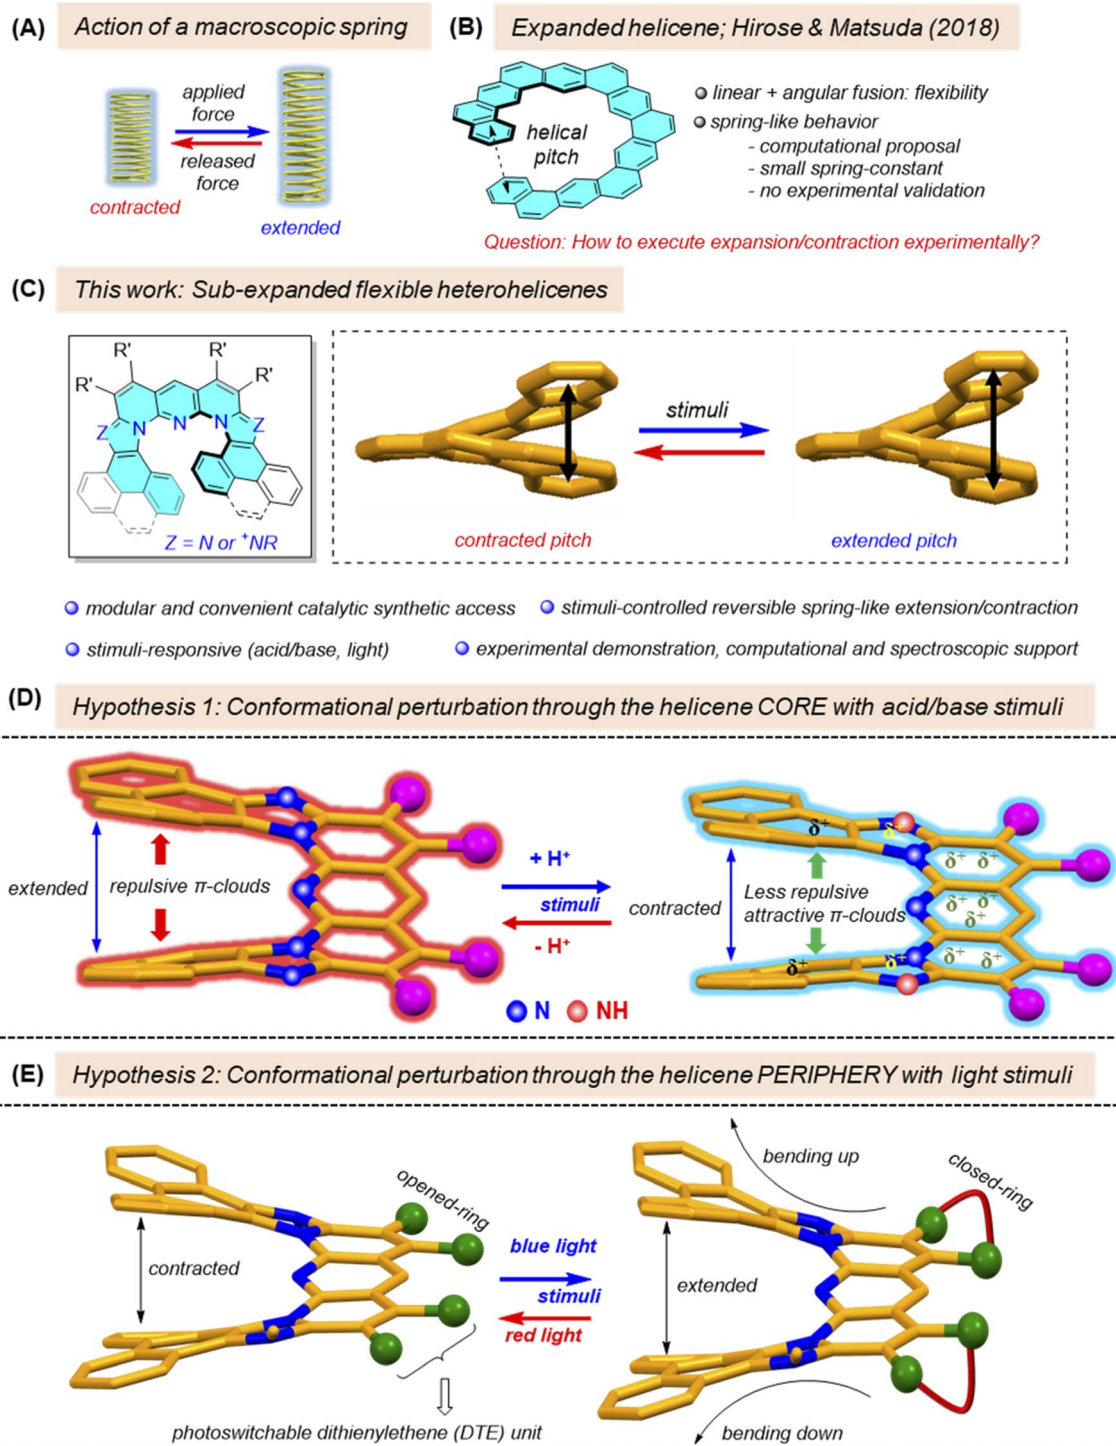 (A) Action of a macroscopic spring
applied
force
released
force
contracted
extended
(B) Expanded helicene; Hirose & Matsuda (2018)
helical
pitch
linear + angular fusion: flexibility
spring-like behavior
- computational proposal
- small spring-constant
- no experimental validation
Question: How to execute expansion/contraction experimentally?
(C) This work: Sub-expanded flexible heterohelicenes
R'
R'
R'
R'
Z
N
N
N
Z
Z = N or ⁺NR
stimuli
contracted pitch
extended pitch
modular and convenient catalytic synthetic access
stimuli-controlled reversible spring-like extension/contraction
stimuli-responsive (acid/base, light)
experimental demonstration, computational and spectroscopic support
(D) Hypothesis 1: Conformational perturbation through the helicene CORE with acid/base stimuli
extended
repulsive π-clouds
+ H⁺
stimuli
- H⁺
N
NH
contracted
Less repulsive
attractive π-clouds
δ⁺
δ⁺
δ⁺ δ⁺
δ⁺ δ⁺
δ⁺
δ⁺
δ⁺
δ⁺ δ⁺
(E) Hypothesis 2: Conformational perturbation through the helicene PERIPHERY with light stimuli
contracted
opened-ring
blue light
stimuli
red light
photoswitchable dithienylethene (DTE) unit
bending up
closed-ring
extended
bending down